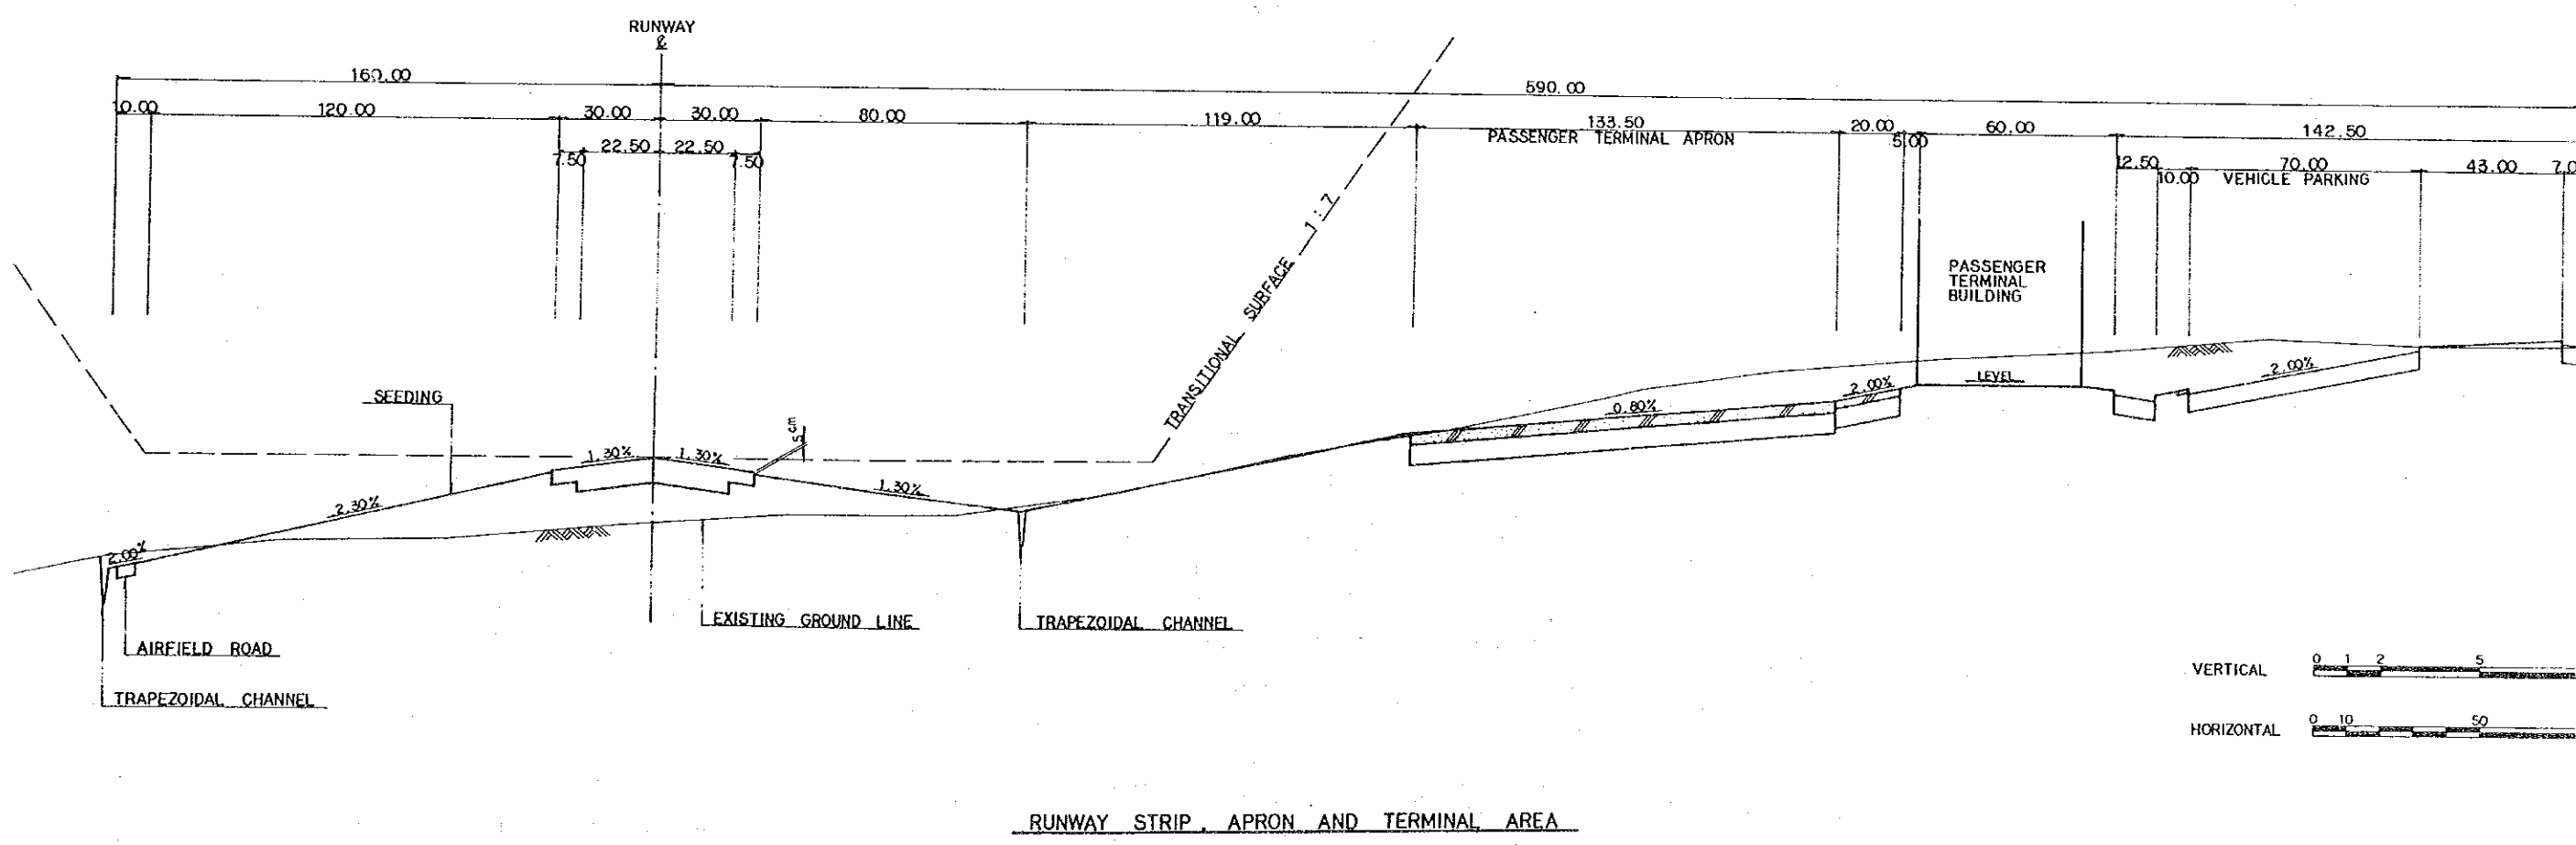 RUNWAY
℄
160.00
590.00
10.00
120.00
30.00
30.00
80.00
119.00
133.50
20.00
5.00
60.00
142.50
PASSENGER TERMINAL APRON
7.50
22.50
22.50
7.50
12.50
10.00
70.00
43.00
7.0
VEHICLE PARKING
TRANSITIONAL SURFACE 1 : 7
PASSENGER
TERMINAL
BUILDING
SEEDING
LEVEL
2.00%
2.00%
0.80%
5cm
1.30%
1.30%
1.30%
2.30%
2.00%
EXISTING GROUND LINE
TRAPEZOIDAL CHANNEL
AIRFIELD ROAD
TRAPEZOIDAL CHANNEL
VERTICAL
0 1 2 5
HORIZONTAL
0 10 50
RUNWAY STRIP, APRON AND TERMINAL AREA